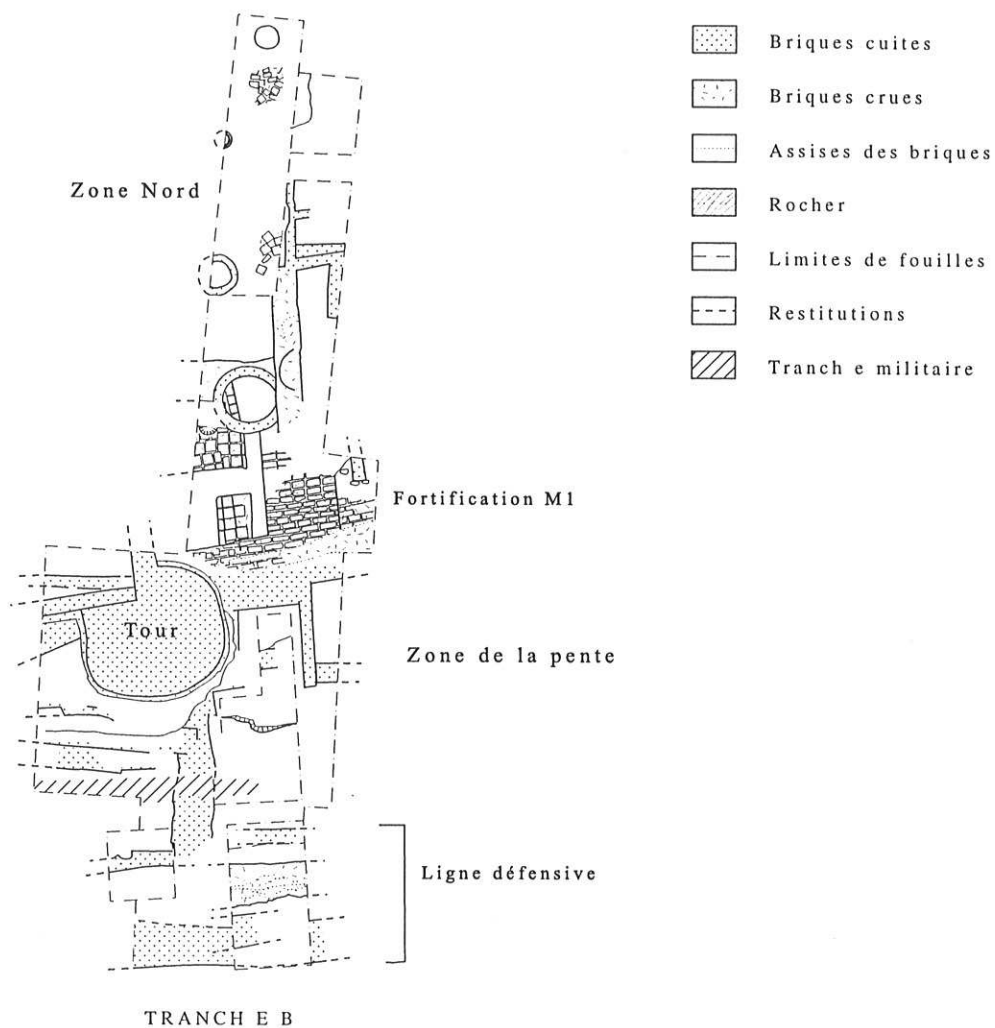 Briques cuites
Briques crues
Assises des briques
Rocher
Limites de fouilles
Restitutions
Tranch e militaire
Zone Nord
Fortification M1
Tour
Zone de la pente
Ligne défensive
TRANCH E B